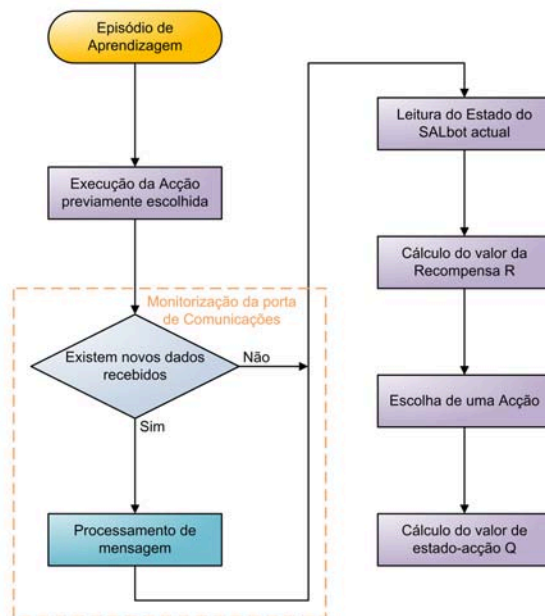 Episódio de
Aprendizagem
Execução da Acção
previamente escolhida
Monitorização da porta
de Comunicações
Existem novos dados
recebidos
Não
Sim
Processamento de
mensagem
Leitura do Estado do
SALbot actual
Cálculo do valor da
Recompensa R
Escolha de uma Acção
Cálculo do valor de
estado-acção Q